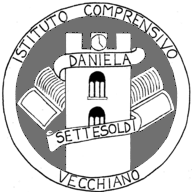 ISTITUTO COMPRENSIVO
DANIELA
SETTESOLDI
VECCHIANO